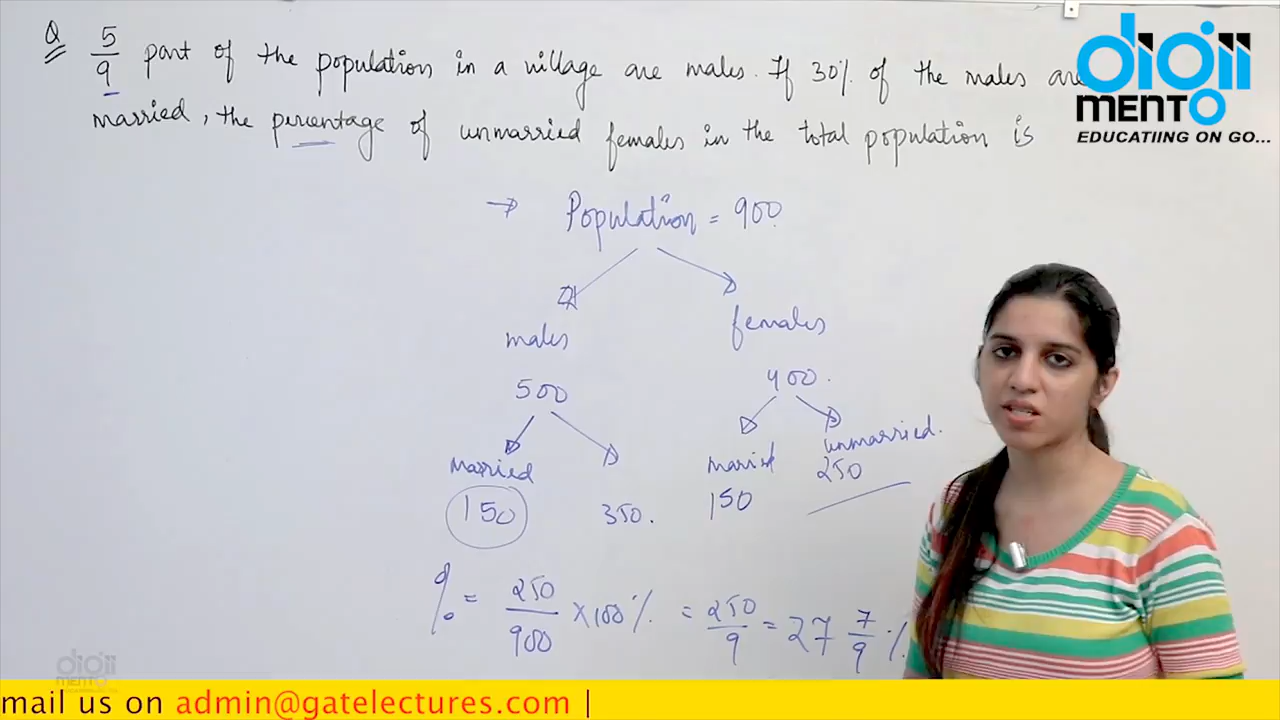 Q 5/9 part of the population in a village are males. If 30% of the males are
married, the percentage of unmarried females in the total population is
digii
MENTO
EDUCATIING ON GO...
→ Population = 900
males
females
500
400.
married
married
unmarried.
150
350.
150
250
% = 250/900 × 100% = 250/9 = 27 7/9 %
digii
mail us on admin@gatelectures.com |